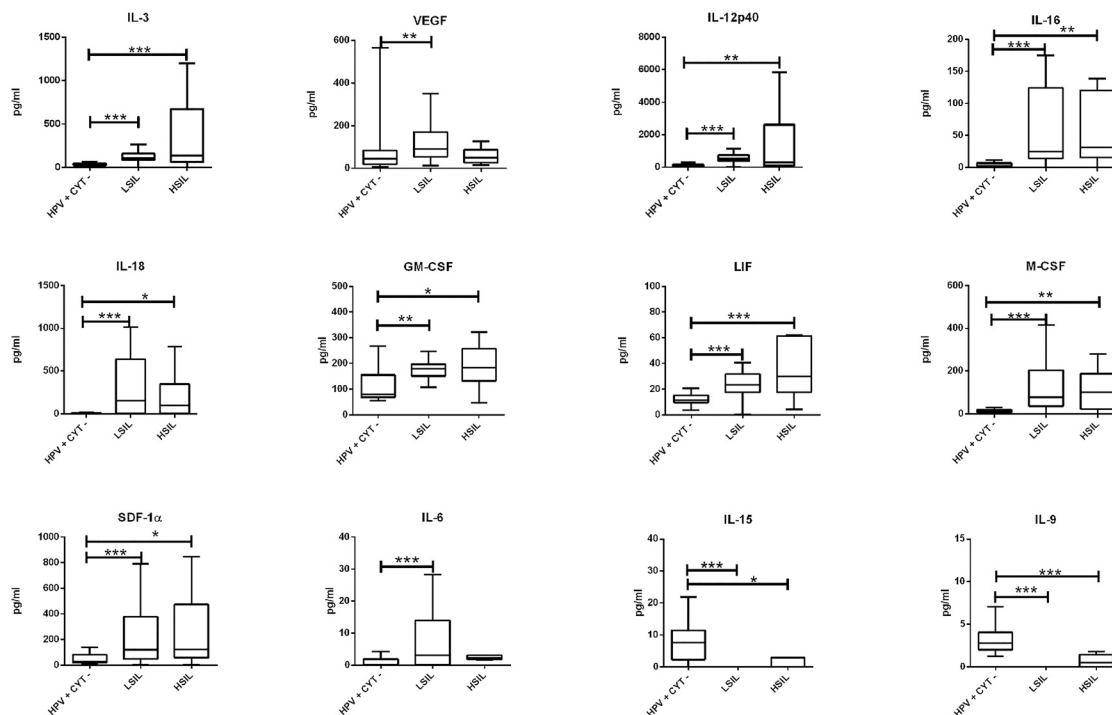 IL-3
1500
1000
500
0
pg/ml
***
***
HPV + CYT -
LSIL
HSIL
VEGF
600
400
200
0
pg/ml
**
HPV + CYT -
LSIL
HSIL
IL-12p40
8000
6000
4000
2000
0
pg/ml
**
***
HPV + CYT -
LSIL
HSIL
IL-16
200
150
100
50
0
pg/ml
**
***
HPV + CYT -
LSIL
HSIL
IL-18
1500
1000
500
0
pg/ml
*
***
HPV + CYT -
LSIL
HSIL
GM-CSF
500
400
300
200
100
0
pg/ml
*
**
HPV + CYT -
LSIL
HSIL
LIF
100
80
60
40
20
0
pg/ml
***
***
HPV + CYT -
LSIL
HSIL
M-CSF
600
400
200
0
pg/ml
**
***
HPV + CYT -
LSIL
HSIL
SDF-1α
1000
800
600
400
200
0
pg/ml
*
***
HPV + CYT -
LSIL
HSIL
IL-6
40
30
20
10
0
pg/ml
***
HPV + CYT -
LSIL
HSIL
IL-15
40
30
20
10
0
pg/ml
***
*
HPV + CYT -
LSIL
HSIL
IL-9
15
10
5
0
pg/ml
***
***
HPV + CYT -
LSIL
HSIL